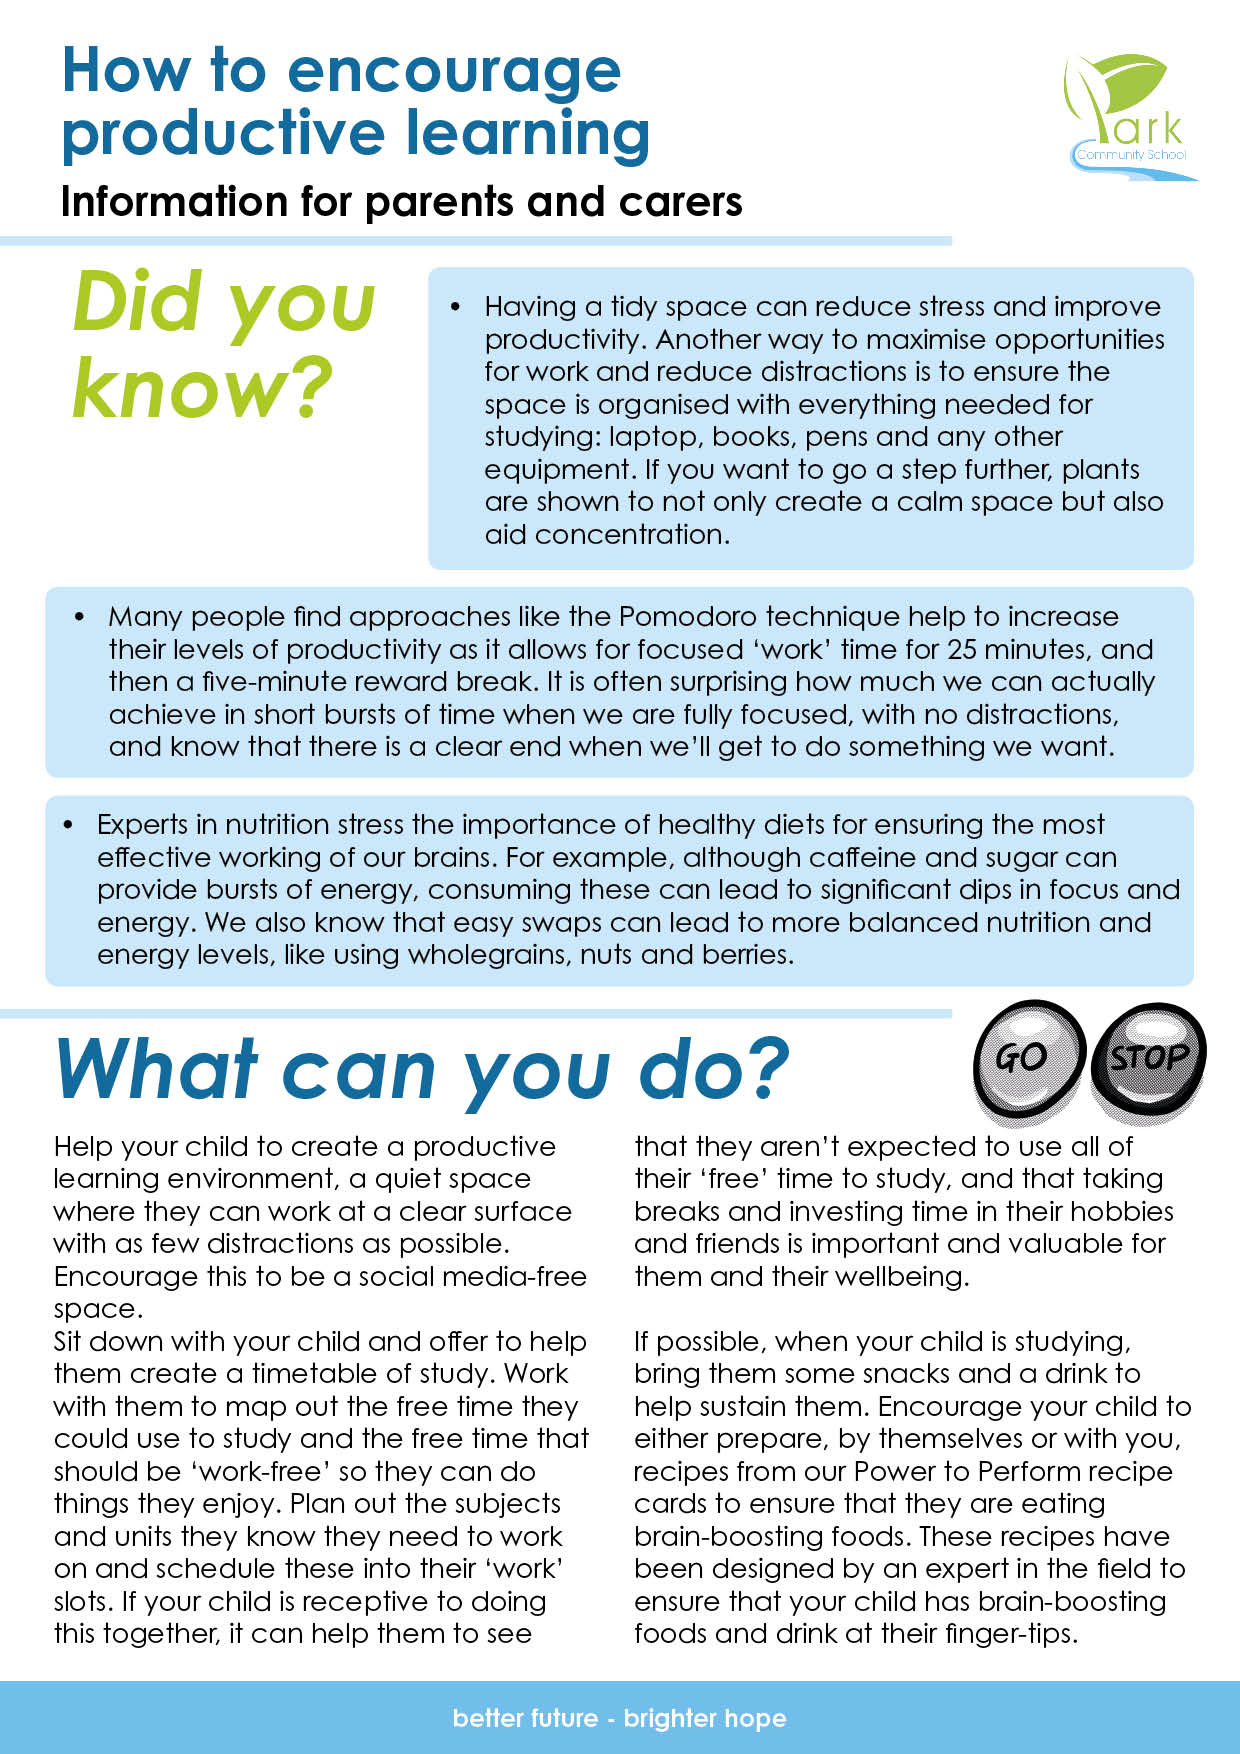 How to encourage
productive learning
Information for parents and carers
Park
Community School
Did you
know?
• Having a tidy space can reduce stress and improve
productivity. Another way to maximise opportunities
for work and reduce distractions is to ensure the
space is organised with everything needed for
studying: laptop, books, pens and any other
equipment. If you want to go a step further, plants
are shown to not only create a calm space but also
aid concentration.
• Many people find approaches like the Pomodoro technique help to increase
their levels of productivity as it allows for focused ‘work’ time for 25 minutes, and
then a five-minute reward break. It is often surprising how much we can actually
achieve in short bursts of time when we are fully focused, with no distractions,
and know that there is a clear end when we’ll get to do something we want.
• Experts in nutrition stress the importance of healthy diets for ensuring the most
effective working of our brains. For example, although caffeine and sugar can
provide bursts of energy, consuming these can lead to significant dips in focus and
energy. We also know that easy swaps can lead to more balanced nutrition and
energy levels, like using wholegrains, nuts and berries.
What can you do?
GO
STOP
Help your child to create a productive
learning environment, a quiet space
where they can work at a clear surface
with as few distractions as possible.
Encourage this to be a social media-free
space.
Sit down with your child and offer to help
them create a timetable of study. Work
with them to map out the free time they
could use to study and the free time that
should be ‘work-free’ so they can do
things they enjoy. Plan out the subjects
and units they know they need to work
on and schedule these into their ‘work’
slots. If your child is receptive to doing
this together, it can help them to see
that they aren’t expected to use all of
their ‘free’ time to study, and that taking
breaks and investing time in their hobbies
and friends is important and valuable for
them and their wellbeing.
If possible, when your child is studying,
bring them some snacks and a drink to
help sustain them. Encourage your child to
either prepare, by themselves or with you,
recipes from our Power to Perform recipe
cards to ensure that they are eating
brain-boosting foods. These recipes have
been designed by an expert in the field to
ensure that your child has brain-boosting
foods and drink at their finger-tips.
better future - brighter hope